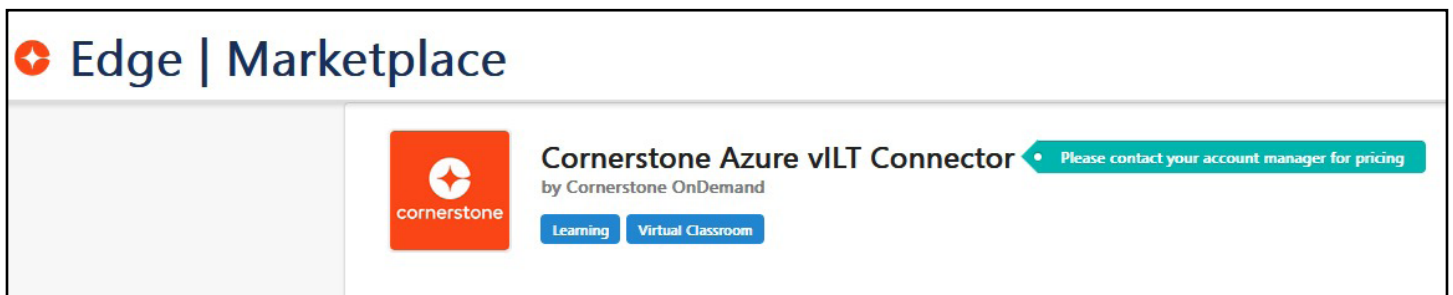 Edge | Marketplace
cornerstone
Cornerstone Azure vILT Connector
Please contact your account manager for pricing
by Cornerstone OnDemand
Learning
Virtual Classroom